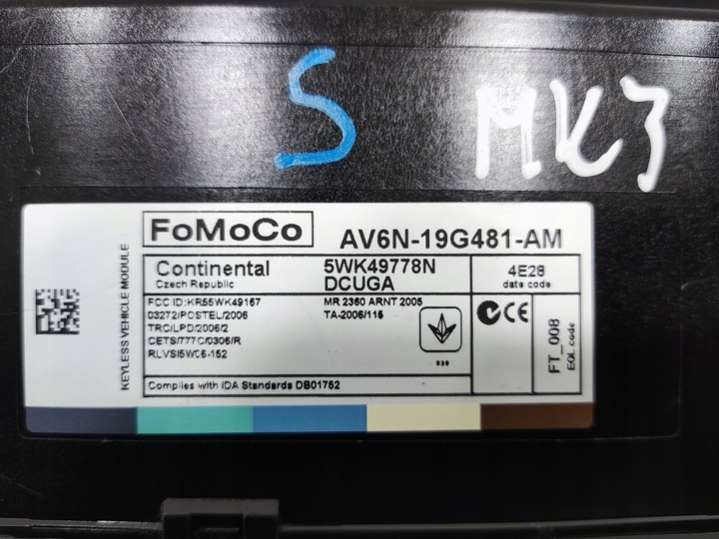 S MK3
KEYLESS VEHICLE MODULE
FoMoCo AV6N-19G481-AM
Continental 5WK49778N 4E28
Czech Republic DCUGA date code
FCC ID:KR55WK49167 MR 2360 ARNT 2005
03272/POSTEL/2006 TA-2006/115
TRC/LPD/2006/2
CETS/777C/0306/R
RLVSI5WC6-152
CE
FT_008
EOL code
Complies with IDA Standards DB01752